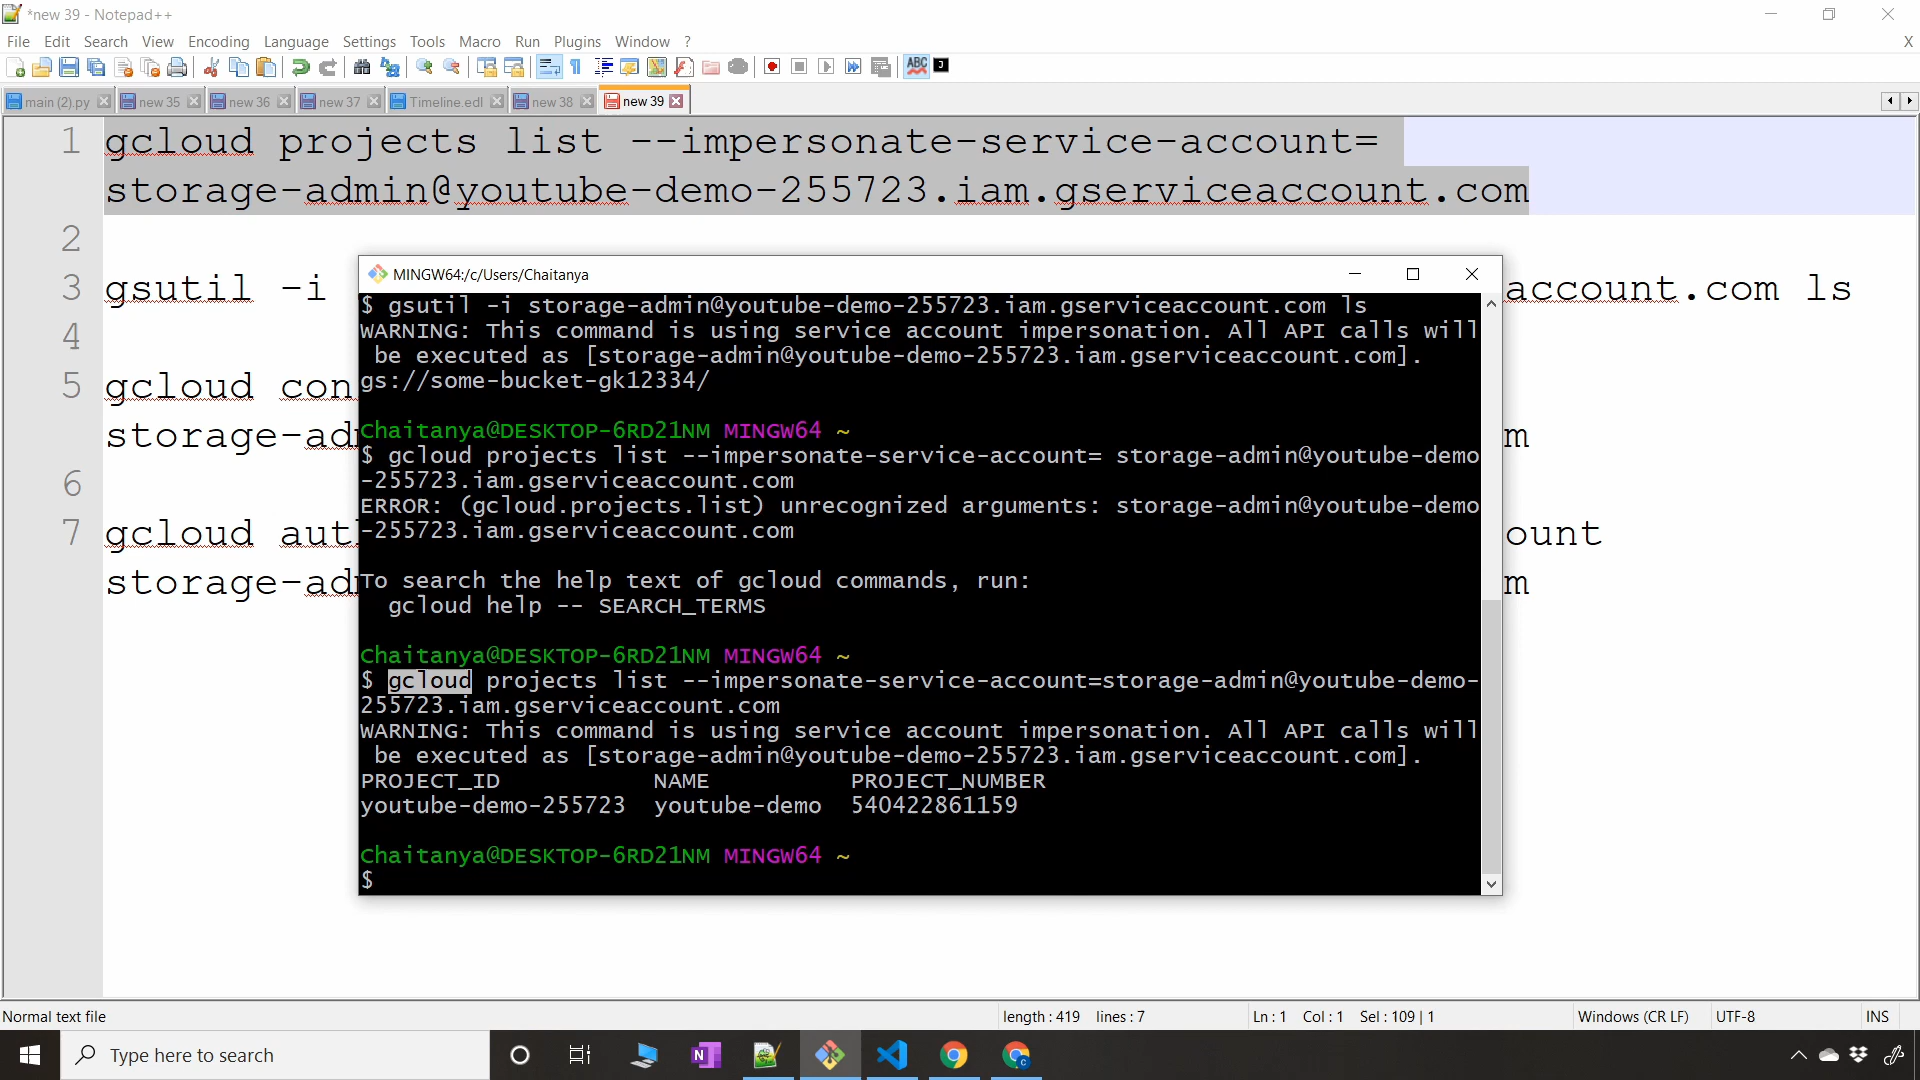 *new 39 - Notepad++
File Edit Search View Encoding Language Settings Tools Macro Run Plugins Window ? X
main (2).py new 35 new 36 new 37 Timeline.edl new 38 new 39
1 gcloud projects list --impersonate-service-account=
storage-admin@youtube-demo-255723.iam.gserviceaccount.com
2
3 gsutil -i account.com ls
4
5 gcloud con
storage-ad m
6
7 gcloud aut ount
storage-ad m
MINGW64:/c/Users/Chaitanya
$ gsutil -i storage-admin@youtube-demo-255723.iam.gserviceaccount.com ls
WARNING: This command is using service account impersonation. All API calls will
be executed as [storage-admin@youtube-demo-255723.iam.gserviceaccount.com].
gs://some-bucket-gk12334/
Chaitanya@DESKTOP-6RD21NM MINGW64 ~
$ gcloud projects list --impersonate-service-account= storage-admin@youtube-demo
-255723.iam.gserviceaccount.com
ERROR: (gcloud.projects.list) unrecognized arguments: storage-admin@youtube-demo
-255723.iam.gserviceaccount.com
To search the help text of gcloud commands, run:
gcloud help -- SEARCH_TERMS
Chaitanya@DESKTOP-6RD21NM MINGW64 ~
$ gcloud projects list --impersonate-service-account=storage-admin@youtube-demo-
255723.iam.gserviceaccount.com
WARNING: This command is using service account impersonation. All API calls will
be executed as [storage-admin@youtube-demo-255723.iam.gserviceaccount.com].
PROJECT_ID NAME PROJECT_NUMBER
youtube-demo-255723 youtube-demo 540422861159
Chaitanya@DESKTOP-6RD21NM MINGW64 ~
$
Normal text file length : 419 lines : 7 Ln : 1 Col : 1 Sel : 109 | 1 Windows (CR LF) UTF-8 INS
Type here to search